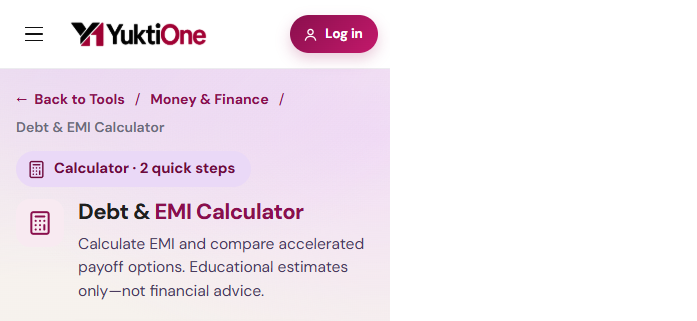 YuktiOne
Log in
← Back to Tools / Money & Finance /
Debt & EMI Calculator
Calculator · 2 quick steps
Debt & EMI Calculator
Calculate EMI and compare accelerated
payoff options. Educational estimates
only—not financial advice.